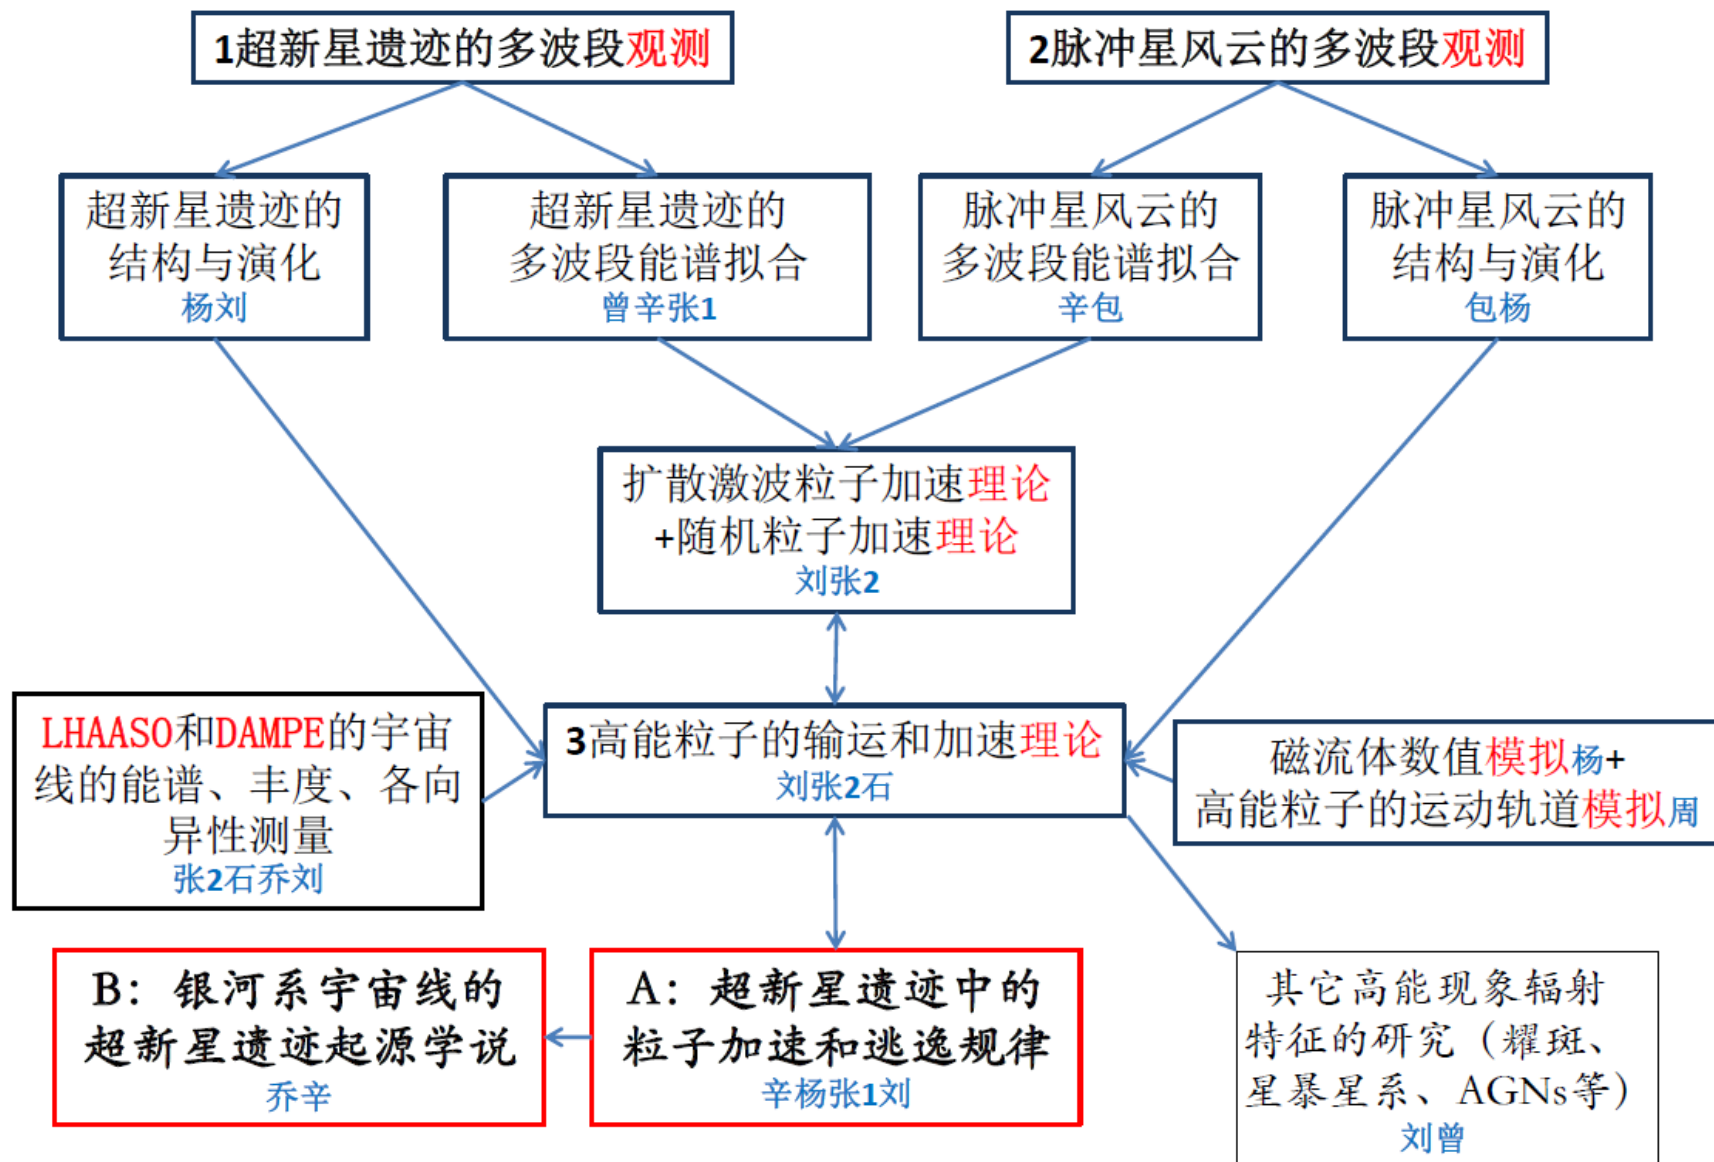 1超新星遗迹的多波段观测
2脉冲星风云的多波段观测
超新星遗迹的
结构与演化
杨刘
超新星遗迹的
多波段能谱拟合
曾辛张1
脉冲星风云的
多波段能谱拟合
辛包
脉冲星风云的
结构与演化
包杨
扩散激波粒子加速理论
+随机粒子加速理论
刘张2
LHAASO和DAMPE的宇宙
线的能谱、丰度、各向
异性测量
张2石乔刘
3高能粒子的输运和加速理论
刘张2石
磁流体数值模拟杨+
高能粒子的运动轨道模拟周
B：银河系宇宙线的
超新星遗迹起源学说
乔辛
A：超新星遗迹中的
粒子加速和逃逸规律
辛杨张1刘
其它高能现象辐射
特征的研究（耀斑、
星暴星系、AGNs等）
刘曾